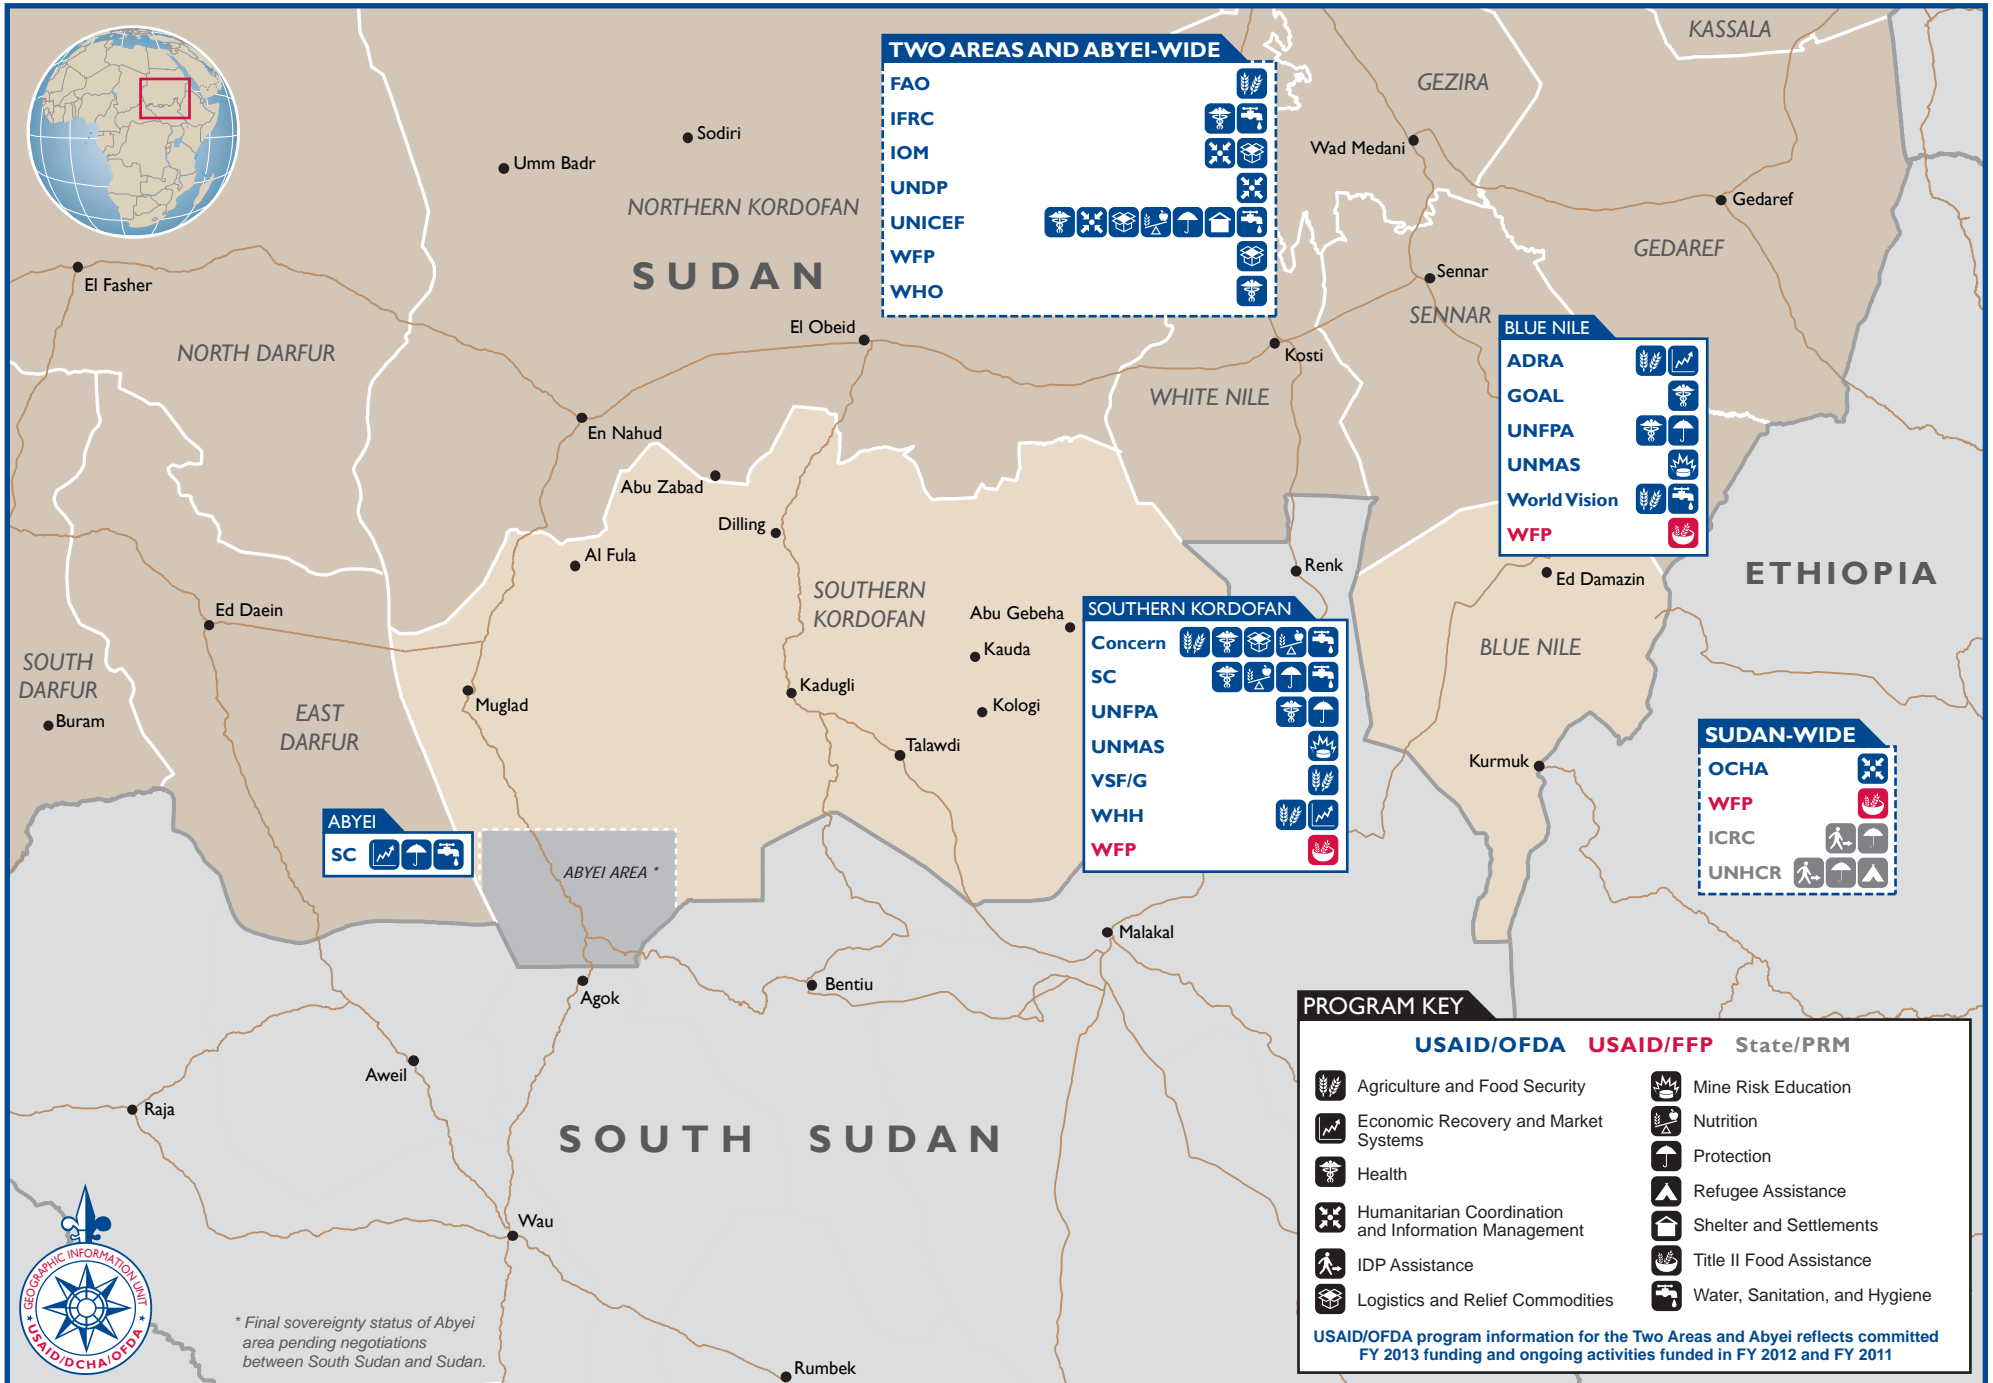 KASSALA
TWO AREAS AND ABYEI-WIDE
FAO
IFRC
IOM
UNDP
UNICEF
WFP
WHO
GEZIRA
Sodiri
Umm Badr
Wad Medani
NORTHERN KORDOFAN
Gedaref
GEDAREF
SUDAN
El Fasher
Sennar
SENNAR
El Obeid
NORTH DARFUR
Kosti
WHITE NILE
En Nahud
Abu Zabad
Dilling
Al Fula
BLUE NILE
ADRA
GOAL
UNFPA
UNMAS
World Vision
WFP
Renk
Ed Damazin
ETHIOPIA
SOUTHERN
KORDOFAN
Ed Daein
Abu Gebeha
Kauda
Kologi
SOUTHERN KORDOFAN
Concern
SC
UNFPA
UNMAS
VSF/G
WHH
WFP
BLUE NILE
SOUTH
DARFUR
Buram
EAST
DARFUR
Muglad
Kadugli
Talawdi
Kurmuk
SUDAN-WIDE
OCHA
WFP
ICRC
UNHCR
ABYEI
SC
ABYEI AREA *
Malakal
Agok
Bentiu
Aweil
Raja
SOUTH SUDAN
Wau
Rumbek
PROGRAM KEY
USAID/OFDA USAID/FFP State/PRM
Agriculture and Food Security
Economic Recovery and Market
Systems
Health
Humanitarian Coordination
and Information Management
IDP Assistance
Logistics and Relief Commodities
Mine Risk Education
Nutrition
Protection
Refugee Assistance
Shelter and Settlements
Title II Food Assistance
Water, Sanitation, and Hygiene
USAID/OFDA program information for the Two Areas and Abyei reflects committed
FY 2013 funding and ongoing activities funded in FY 2012 and FY 2011
GEOGRAPHIC INFORMATION UNIT
USAID/DCHA/OFDA
* Final sovereignty status of Abyei
area pending negotiations
between South Sudan and Sudan.